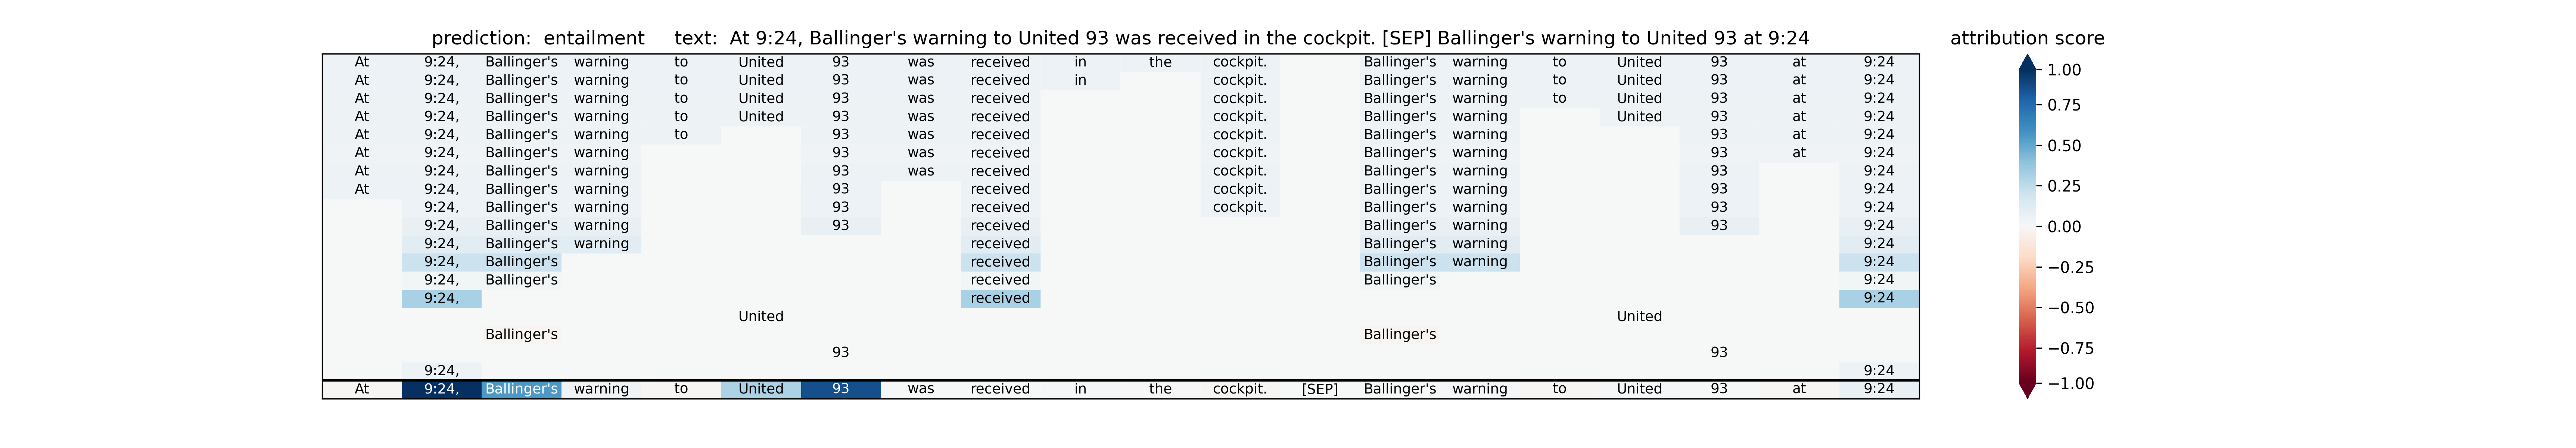 prediction: entailment text: At 9:24, Ballinger's warning to United 93 was received in the cockpit. [SEP] Ballinger's warning to United 93 at 9:24
At 9:24, Ballinger's warning to United 93 was received in the cockpit. Ballinger's warning to United 93 at 9:24
At 9:24, Ballinger's warning to United 93 was received in cockpit. Ballinger's warning to United 93 at 9:24
At 9:24, Ballinger's warning to United 93 was received cockpit. Ballinger's warning to United 93 at 9:24
At 9:24, Ballinger's warning to United 93 was received cockpit. Ballinger's warning United 93 at 9:24
At 9:24, Ballinger's warning to 93 was received cockpit. Ballinger's warning 93 at 9:24
At 9:24, Ballinger's warning 93 was received cockpit. Ballinger's warning 93 at 9:24
At 9:24, Ballinger's warning 93 was received cockpit. Ballinger's warning 93 9:24
At 9:24, Ballinger's warning 93 received cockpit. Ballinger's warning 93 9:24
9:24, Ballinger's warning 93 received cockpit. Ballinger's warning 93 9:24
9:24, Ballinger's warning 93 received Ballinger's warning 93 9:24
9:24, Ballinger's warning received Ballinger's warning 9:24
9:24, Ballinger's received Ballinger's warning 9:24
9:24, Ballinger's received Ballinger's 9:24
9:24, received 9:24
United United
Ballinger's Ballinger's
93 93
9:24, 9:24
At 9:24, Ballinger's warning to United 93 was received in the cockpit. [SEP] Ballinger's warning to United 93 at 9:24
attribution score
1.00
0.75
0.50
0.25
0.00
−0.25
−0.50
−0.75
−1.00